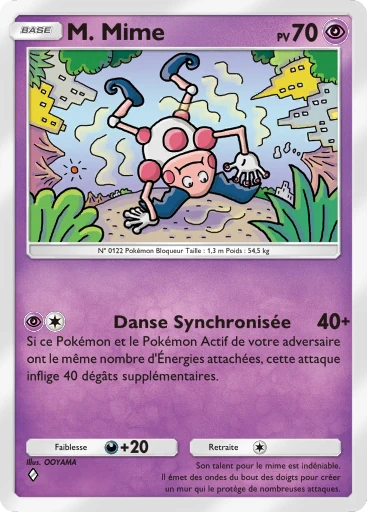 BASE M. Mime PV 70
N° 0122 Pokémon Bloqueur Taille : 1,3 m Poids : 54,5 kg
Danse Synchronisée 40+
Si ce Pokémon et le Pokémon Actif de votre adversaire
ont le même nombre d'Énergies attachées, cette attaque
inflige 40 dégâts supplémentaires.
Faiblesse +20 Retraite
Illus. OOYAMA
Son talent pour le mime est indéniable.
Il émet des ondes du bout des doigts pour créer
un mur qui le protège de nombreuses attaques.